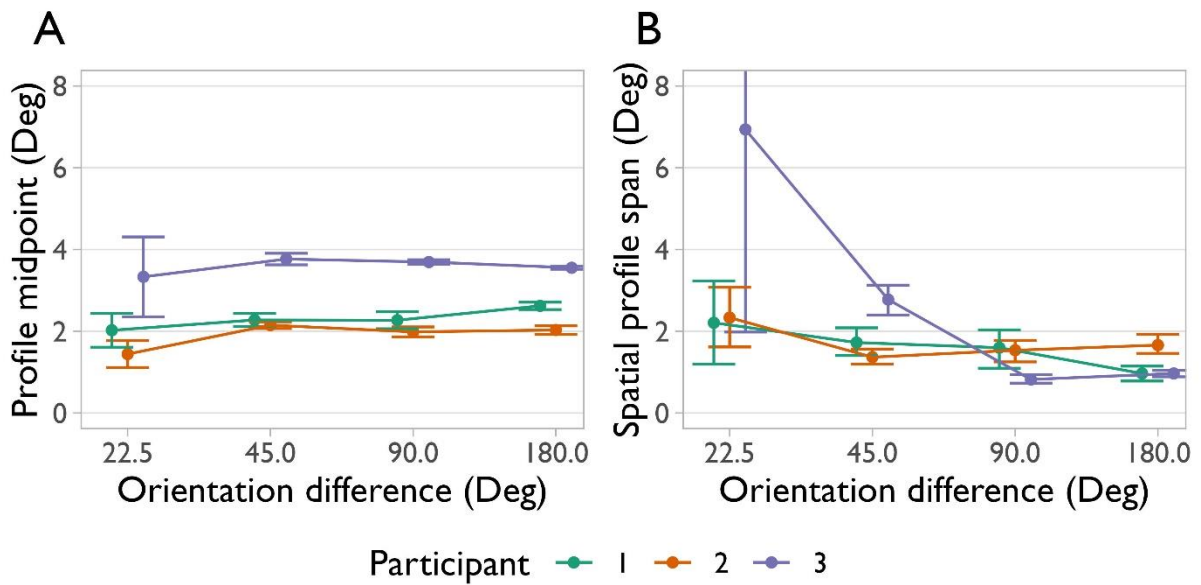 A
Profile midpoint (Deg)
8
6
4
2
0
22.5 45.0 90.0 180.0
Orientation difference (Deg)
B
Spatial profile span (Deg)
8
6
4
2
0
22.5 45.0 90.0 180.0
Orientation difference (Deg)
Participant 1 2 3